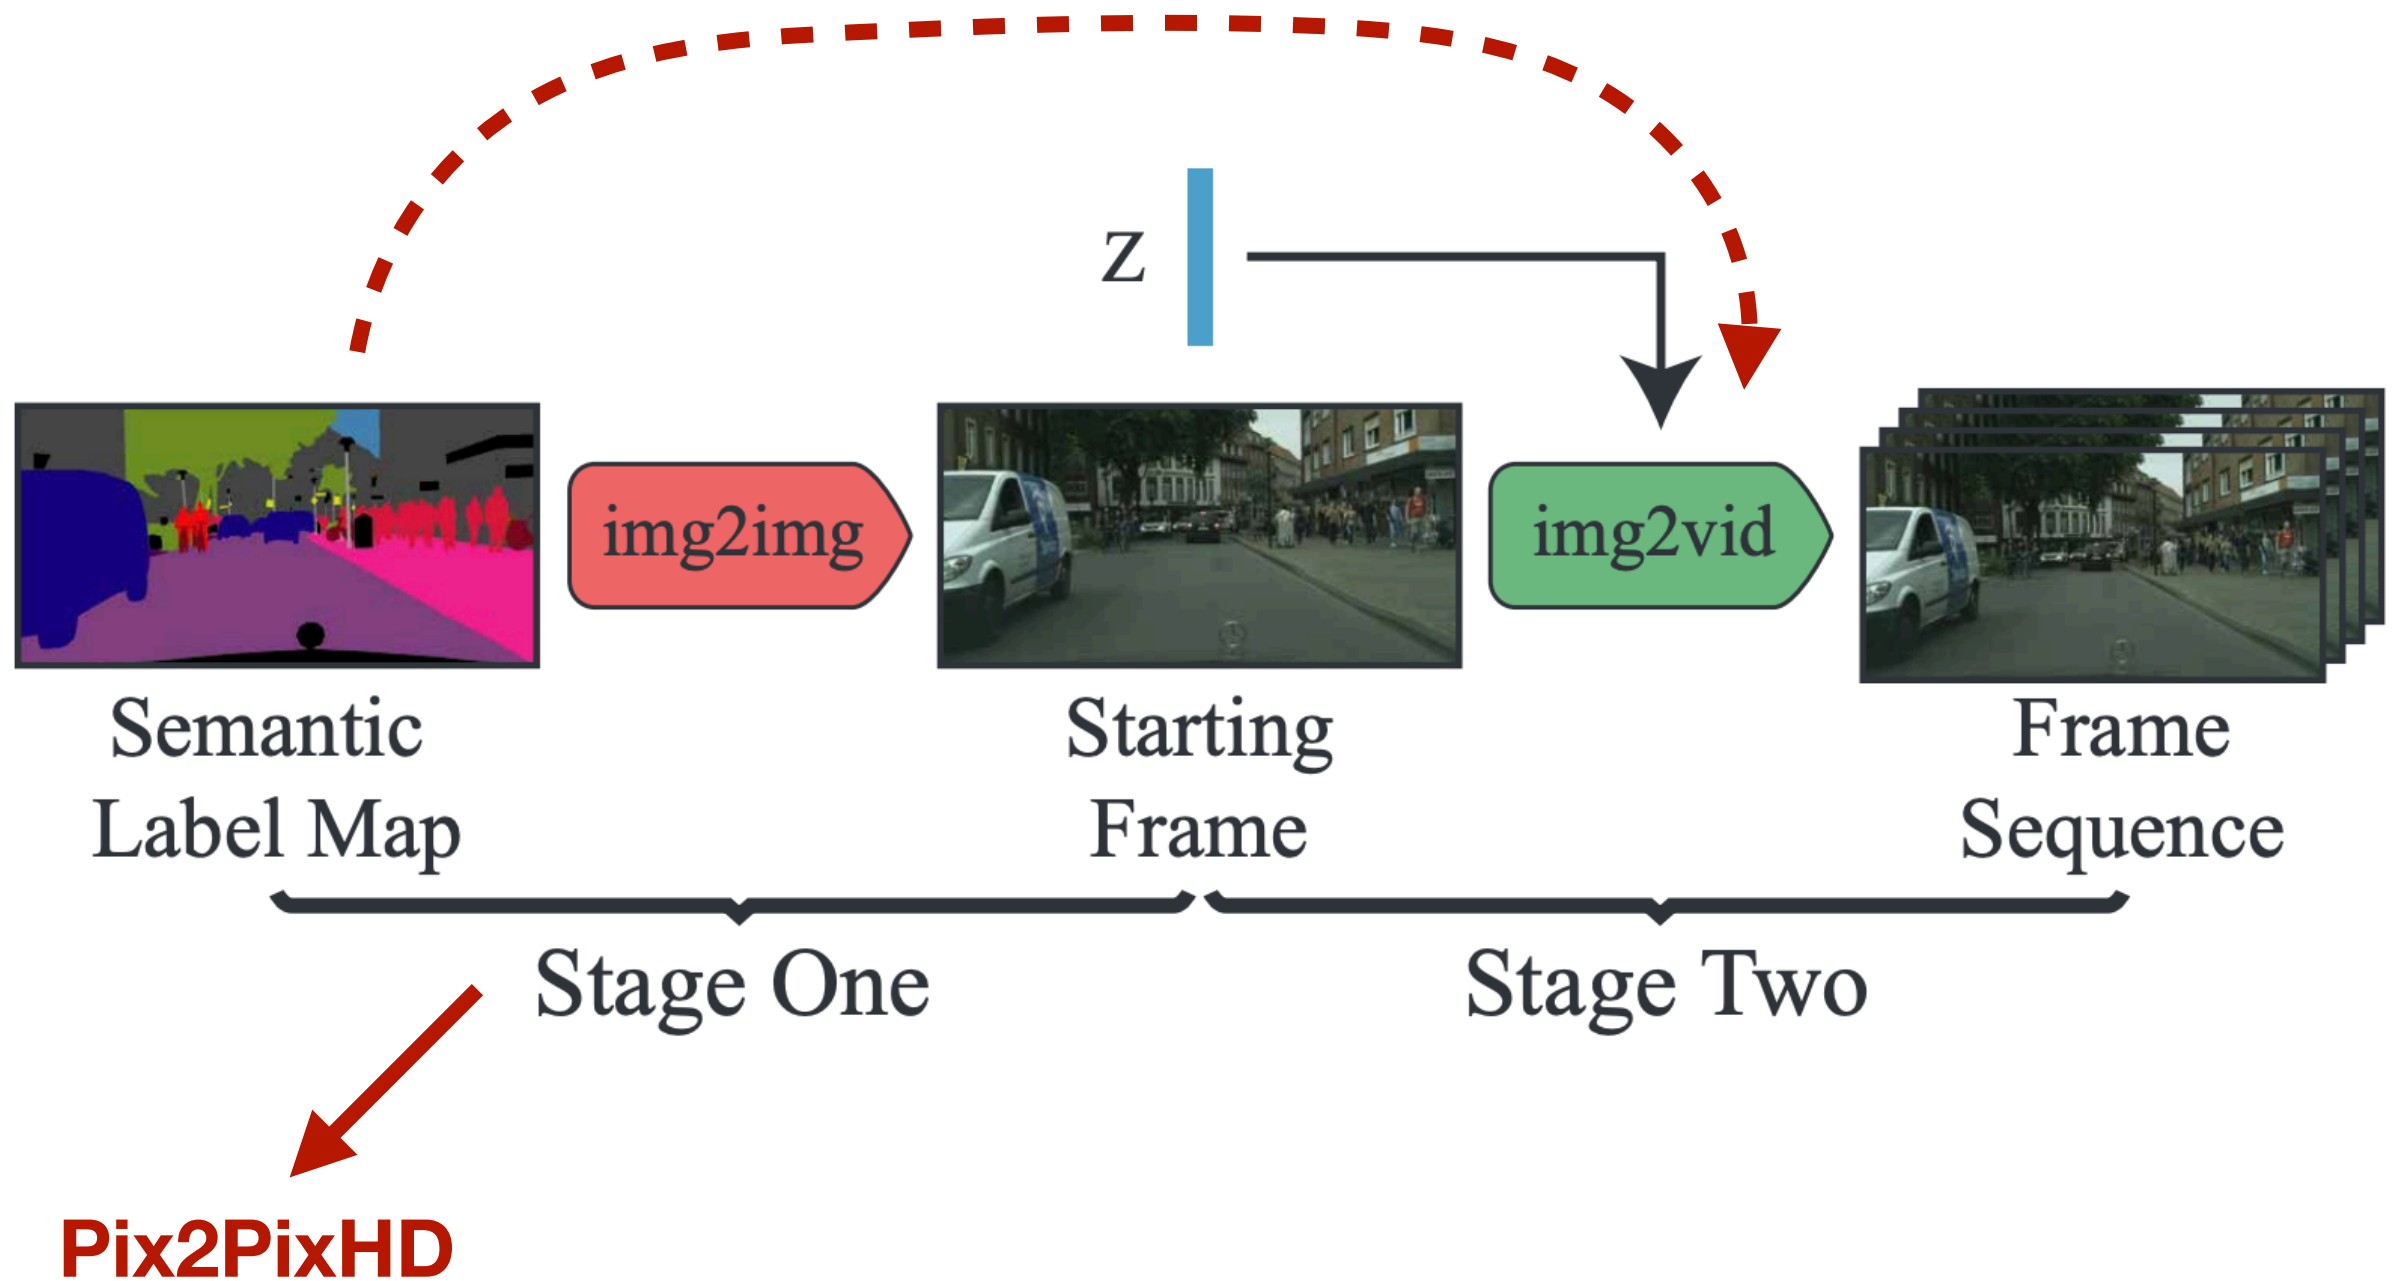 z
img2img
img2vid
Semantic
Label Map
Starting
Frame
Frame
Sequence
Stage One
Stage Two
Pix2PixHD